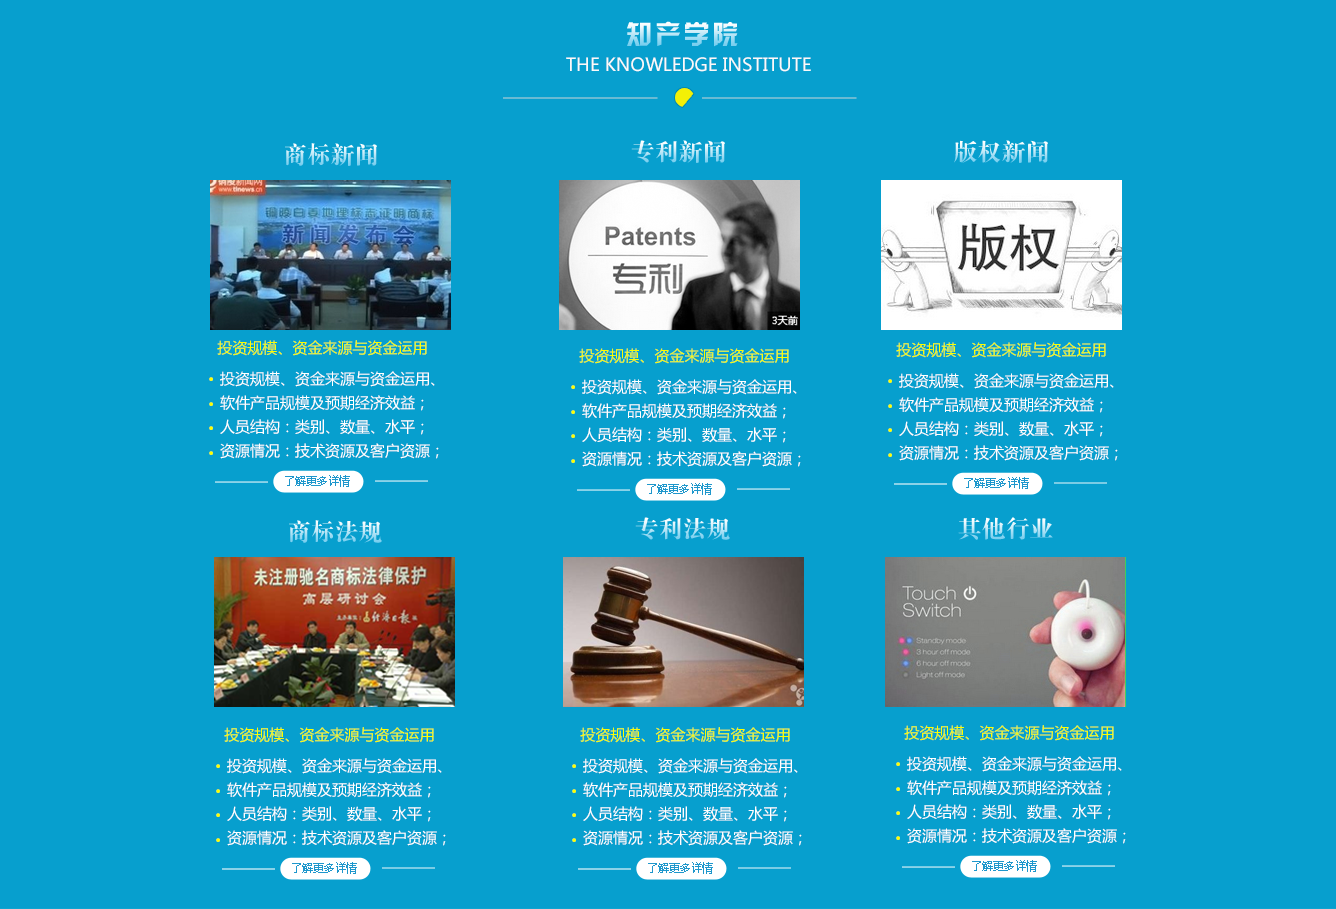 知产学院
THE KNOWLEDGE INSTITUTE
商标新闻
www.tlnews.cn
铜陵白姜地理标志证明商标
新闻发布会
投资规模、资金来源与资金运用
投资规模、资金来源与资金运用、
软件产品规模及预期经济效益；
人员结构：类别、数量、水平；
资源情况：技术资源及客户资源；
了解更多详情
专利新闻
Patents
专利
3天前
投资规模、资金来源与资金运用
投资规模、资金来源与资金运用、
软件产品规模及预期经济效益；
人员结构：类别、数量、水平；
资源情况：技术资源及客户资源；
了解更多详情
版权新闻
版权
投资规模、资金来源与资金运用
投资规模、资金来源与资金运用、
软件产品规模及预期经济效益；
人员结构：类别、数量、水平；
资源情况：技术资源及客户资源；
了解更多详情
商标法规
未注册驰名商标法律保护
高层研讨会
投资规模、资金来源与资金运用
投资规模、资金来源与资金运用、
软件产品规模及预期经济效益；
人员结构：类别、数量、水平；
资源情况：技术资源及客户资源；
了解更多详情
专利法规
投资规模、资金来源与资金运用
投资规模、资金来源与资金运用、
软件产品规模及预期经济效益；
人员结构：类别、数量、水平；
资源情况：技术资源及客户资源；
了解更多详情
其他行业
Touch
Switch
Standby mode
3 hour off mode
6 hour off mode
Light off mode
投资规模、资金来源与资金运用
投资规模、资金来源与资金运用、
软件产品规模及预期经济效益；
人员结构：类别、数量、水平；
资源情况：技术资源及客户资源；
了解更多详情